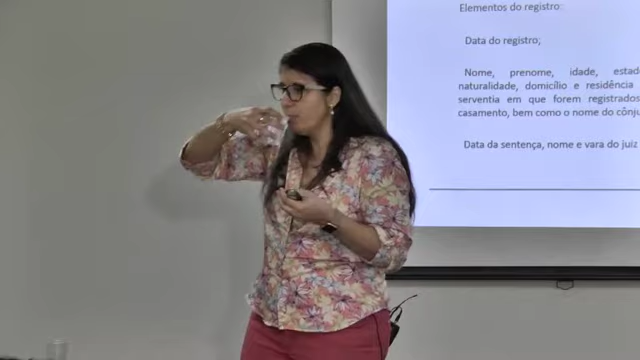 Elementos do registro:
Data do registro;
Nome, prenome, idade, estad
naturalidade, domicílio e residência
serventia em que forem registrados
casamento, bem como o nome do cônju
Data da sentença, nome e vara do juiz